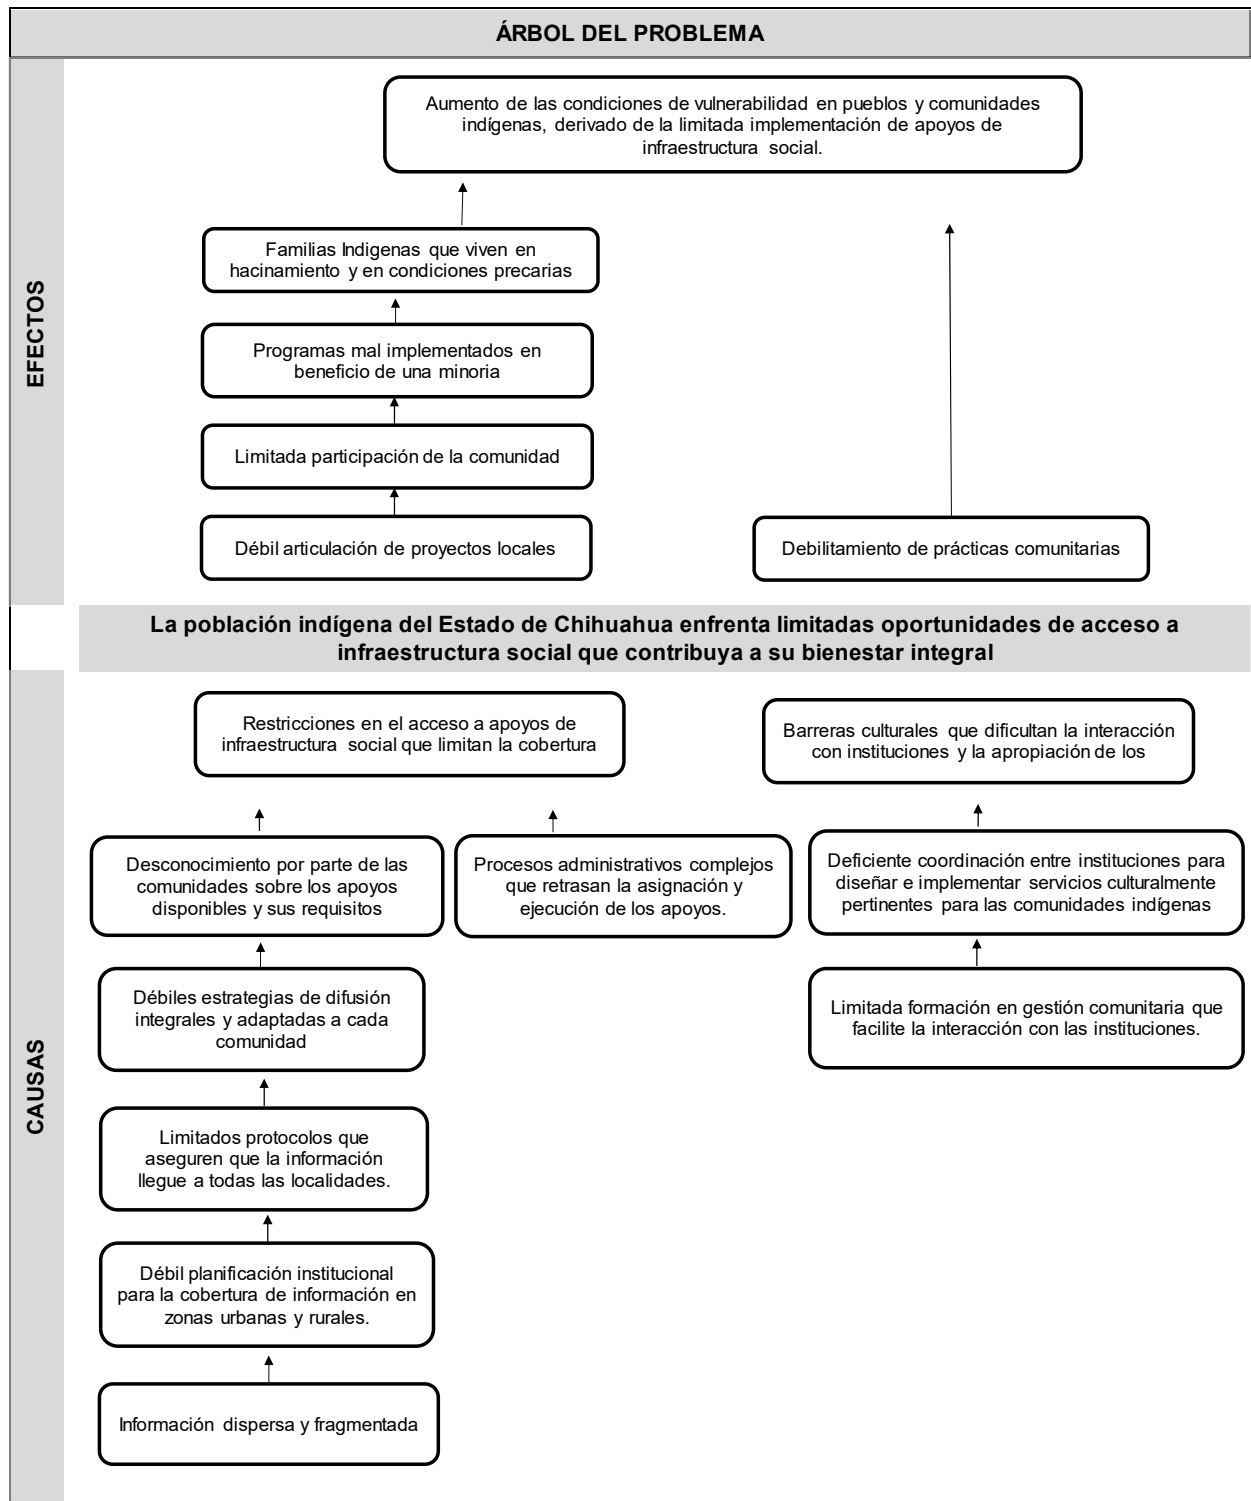 ÁRBOL DEL PROBLEMA
EFECTOS
Aumento de las condiciones de vulnerabilidad en pueblos y comunidades
indígenas, derivado de la limitada implementación de apoyos de
infraestructura social.
Familias Indigenas que viven en
hacinamiento y en condiciones precarias
Programas mal implementados en
beneficio de una minoria
Limitada participación de la comunidad
Débil articulación de proyectos locales
Debilitamiento de prácticas comunitarias
La población indígena del Estado de Chihuahua enfrenta limitadas oportunidades de acceso a
infraestructura social que contribuya a su bienestar integral
CAUSAS
Restricciones en el acceso a apoyos de
infraestructura social que limitan la cobertura
Barreras culturales que dificultan la interacción
con instituciones y la apropiación de los
Desconocimiento por parte de las
comunidades sobre los apoyos
disponibles y sus requisitos
Procesos administrativos complejos
que retrasan la asignación y
ejecución de los apoyos.
Deficiente coordinación entre instituciones para
diseñar e implementar servicios culturalmente
pertinentes para las comunidades indígenas
Débiles estrategias de difusión
integrales y adaptadas a cada
comunidad
Limitada formación en gestión comunitaria que
facilite la interacción con las instituciones.
Limitados protocolos que
aseguren que la información
llegue a todas las localidades.
Débil planificación institucional
para la cobertura de información en
zonas urbanas y rurales.
Información dispersa y fragmentada